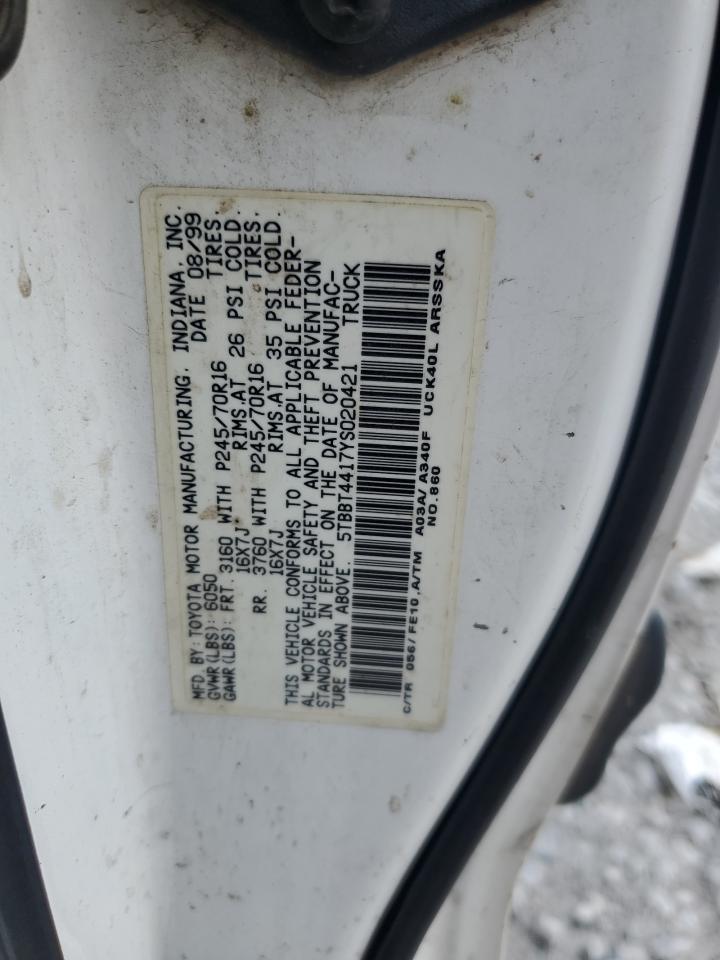 MFD. BY: TOYOTA MOTOR MANUFACTURING, INDIANA, INC.
GVWR(LBS): 6050 DATE 08/99
GAWR(LBS): FRT. 3160 WITH P245/70R16 TIRES,
16X7J RIMS,AT 26 PSI COLD.
RR. 3760 WITH P245/70R16 TIRES,
16X7J RIMS,AT 35 PSI COLD.
THIS VEHICLE CONFORMS TO ALL APPLICABLE FEDER-
AL MOTOR VEHICLE SAFETY AND THEFT PREVENTION
STANDARDS IN EFFECT ON THE DATE OF MANUFAC-
TURE SHOWN ABOVE. 5TBBT4417YS020421 TRUCK
C/TR 056/FE10,A/TM A03A/A340F UCK40L ARSSKA
NO.860